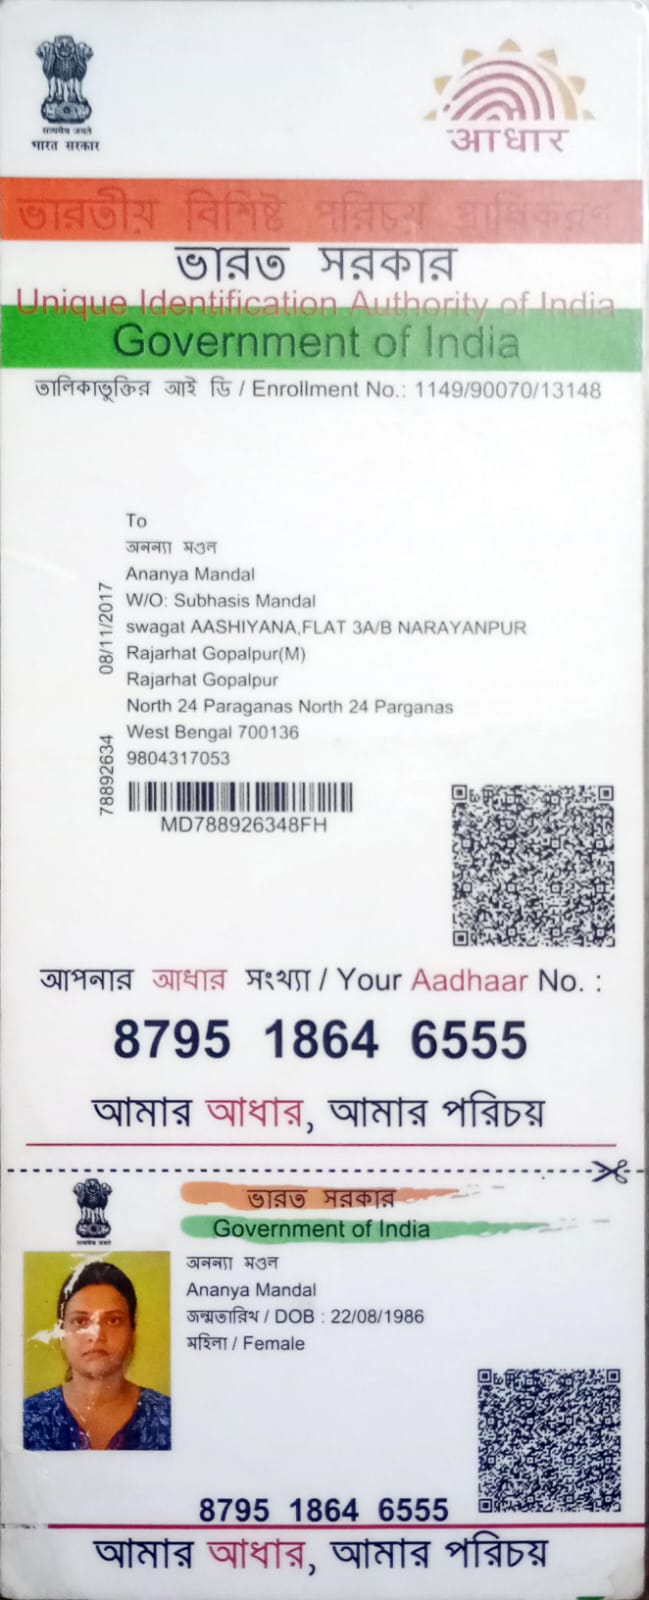 सत्यमेव जयते
भारत सरकार
आधार
ভারতীয় বিশিষ্ট পরিচয় প্রাধিকরণ
ভারত সরকার
Unique Identification Authority of India
Government of India
তালিকাভুক্তির আই ডি / Enrollment No.: 1149/90070/13148
To
অনন্যা মণ্ডল
Ananya Mandal
W/O: Subhasis Mandal
swagat AASHIYANA,FLAT 3A/B NARAYANPUR
Rajarhat Gopalpur(M)
Rajarhat Gopalpur
North 24 Paraganas North 24 Parganas
West Bengal 700136
9804317053
08/11/2017
78892634
MD788926348FH
আপনার আধার সংখ্যা / Your Aadhaar No. :
8795 1864 6555
আমার আধার, আমার পরিচয়
सत्यमेव जयते
ভারত সরকার
Government of India
অনন্যা মণ্ডল
Ananya Mandal
জন্মতারিখ / DOB : 22/08/1986
মহিলা / Female
8795 1864 6555
আমার আধার, আমার পরিচয়